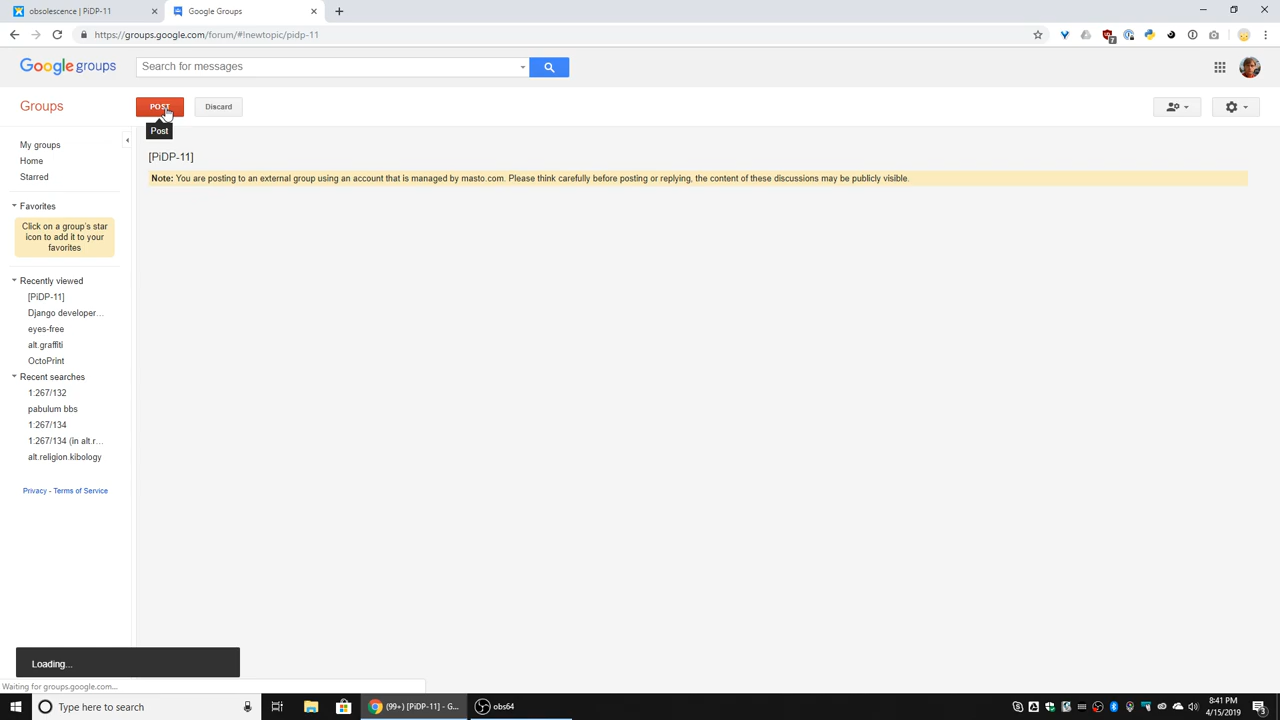 obsolescence | PiDP-11
Google Groups
https://groups.google.com/forum/#!newtopic/pidp-11
7
Google groups
Search for messages
Groups
POST
Discard
Post
My groups
Home
Starred
[PiDP-11]
Note: You are posting to an external group using an account that is managed by masto.com. Please think carefully before posting or replying, the content of these discussions may be publicly visible.
Favorites
Click on a group's star
icon to add it to your
favorites
Recently viewed
[PiDP-11]
Django developer...
eyes-free
alt.graffiti
OctoPrint
Recent searches
1:267/132
pabulum bbs
1:267/134
1:267/134 (in alt.r...
alt.religion.kibology
Privacy - Terms of Service
Loading...
Waiting for groups.google.com...
Type here to search
(99+) [PiDP-11] - G...
obs64
8:41 PM
4/15/2019